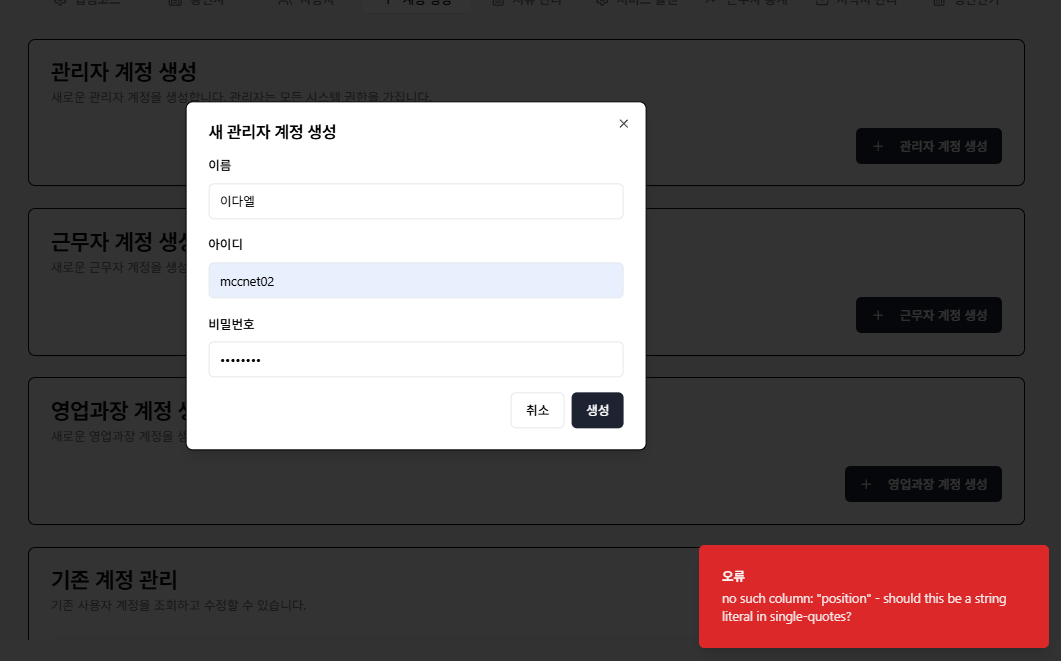 계정 생성
관리자 계정 생성
새로운 관리자 계정을 생성합니다. 관리자는 모든 시스템 권한을 가집니다.
+ 관리자 계정 생성
새 관리자 계정 생성
이름
이다엘
아이디
mccnet02
비밀번호
••••••••
취소
생성
근무자 계정 생성
새로운 근무자 계정을 생성
+ 근무자 계정 생성
영업과장 계정
새로운 영업과장 계정을
+ 영업과장 계정 생성
기존 계정 관리
기존 사용자 계정을 조회하고 수정할 수 있습니다.
오류
no such column: "position" - should this be a string
literal in single-quotes?